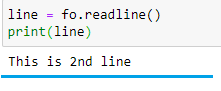 line = fo.readline()
print(line)
This is 2nd line